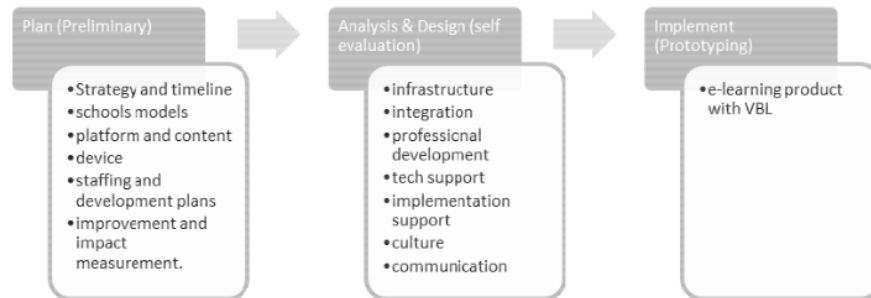 Plan (Preliminary)
•Strategy and timeline
•schools models
•platform and content
•device
•staffing and
development plans
•improvement and
impact
measurement.
Analysis & Design (self
evaluation)
•infrastructure
•integration
•professional
development
•tech support
•implementation
support
•culture
•communication
Implement
(Prototyping)
•e-learning product
with VBL